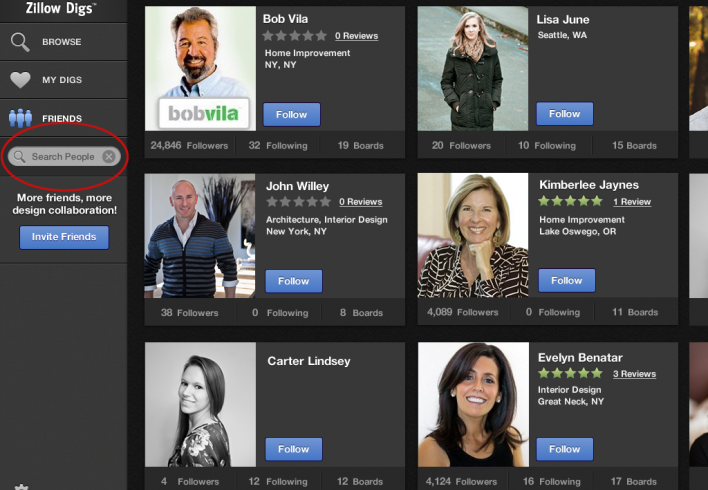 Zillow Digs™
BROWSE
MY DIGS
FRIENDS
Search People
More friends, more
design collaboration!
Invite Friends
Bob Vila
0 Reviews
Home Improvement
NY, NY
bobvila
Follow
24,846 Followers 32 Following 19 Boards
Lisa June
Seattle, WA
Follow
20 Followers 10 Following 15 Boards
John Willey
0 Reviews
Architecture, Interior Design
New York, NY
Follow
38 Followers 0 Following 8 Boards
Kimberlee Jaynes
1 Review
Home Improvement
Lake Oswego, OR
Follow
4,089 Followers 0 Following 11 Boards
Carter Lindsey
Follow
4 Followers 12 Following 12 Boards
Evelyn Benatar
3 Reviews
Interior Design
Great Neck, NY
Follow
4,124 Followers 16 Following 17 Boards